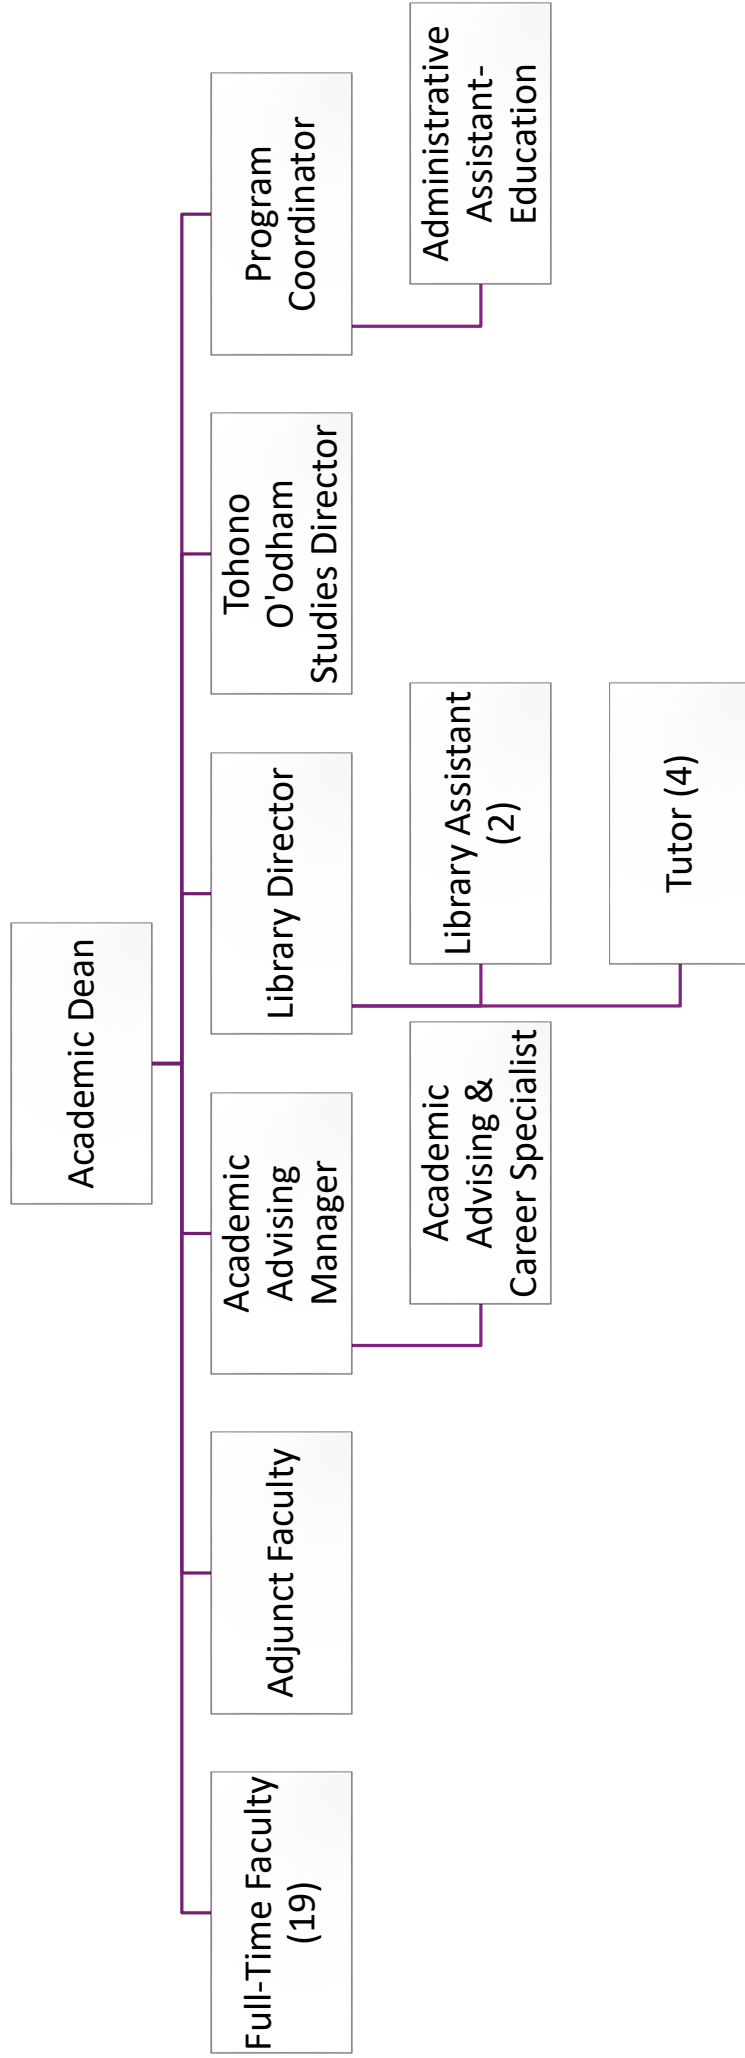 Academic Dean
Full-Time Faculty
(19)
Adjunct Faculty
Academic
Advising
Manager
Academic
Advising &
Career Specialist
Library Director
Library Assistant
(2)
Tutor (4)
Tohono
O'odham
Studies Director
Program
Coordinator
Administrative
Assistant-
Education